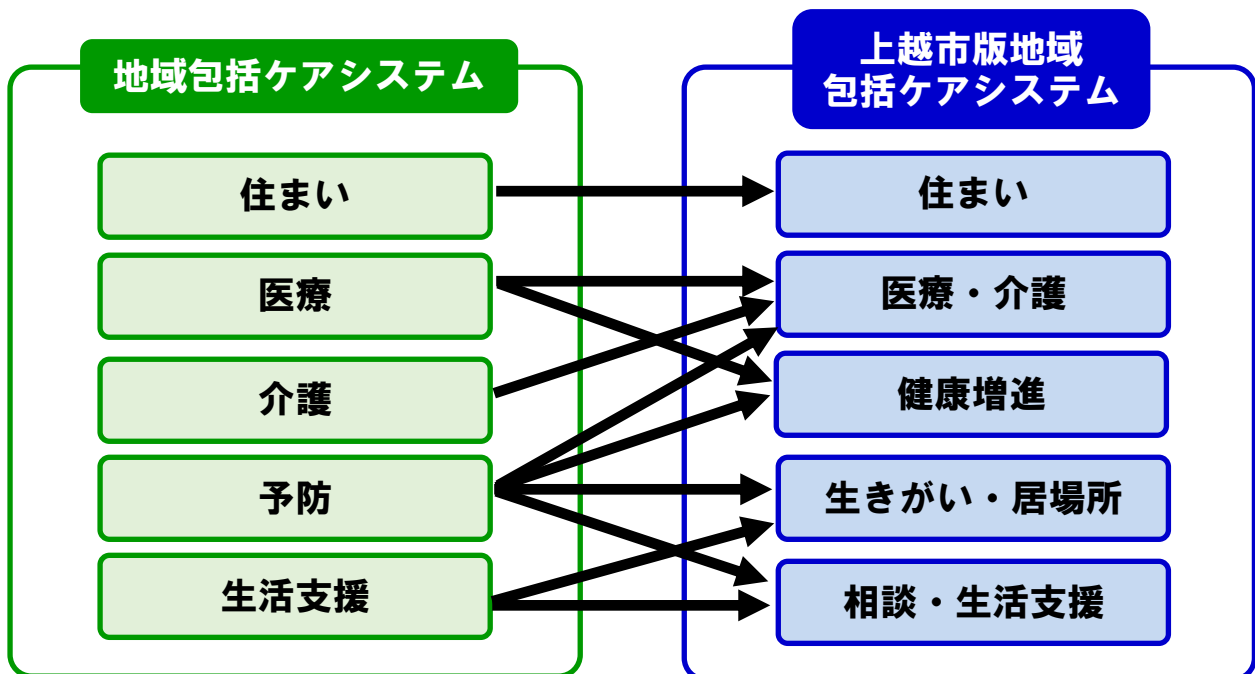 地域包括ケアシステム
住まい
医療
介護
予防
生活支援
上越市版地域
包括ケアシステム
住まい
医療・介護
健康増進
生きがい・居場所
相談・生活支援